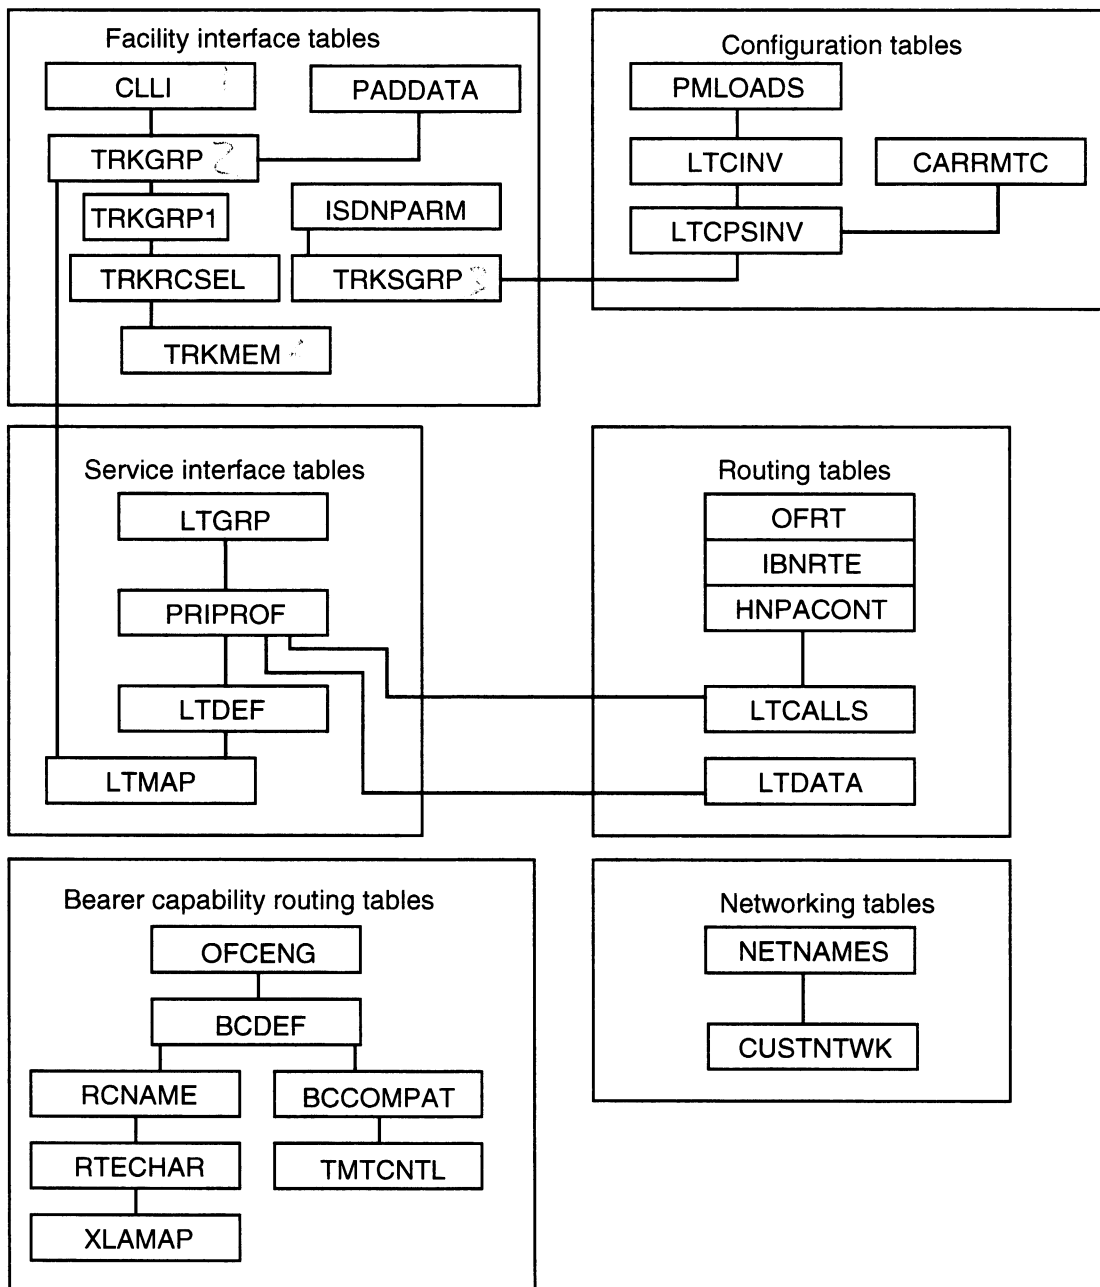 Facility interface tables
CLLI
PADDATA
TRKGRP 2
TRKGRP1
ISDNPARM
TRKRCSEL
TRKSGRP 3
TRKMEM
Configuration tables
PMLOADS
LTCINV
CARRMTC
LTCPSINV
Service interface tables
LTGRP
PRIPROF
LTDEF
LTMAP
Routing tables
OFRT
IBNRTE
HNPACONT
LTCALLS
LTDATA
Bearer capability routing tables
OFCENG
BCDEF
RCNAME
BCCOMPAT
RTECHAR
TMTCNTL
XLAMAP
Networking tables
NETNAMES
CUSTNTWK